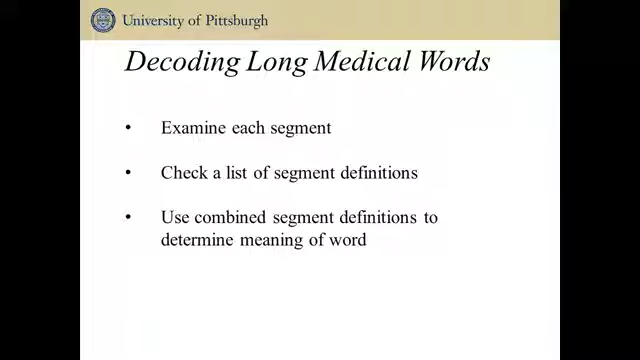 University of Pittsburgh
Decoding Long Medical Words
• Examine each segment
• Check a list of segment definitions
• Use combined segment definitions to
determine meaning of word